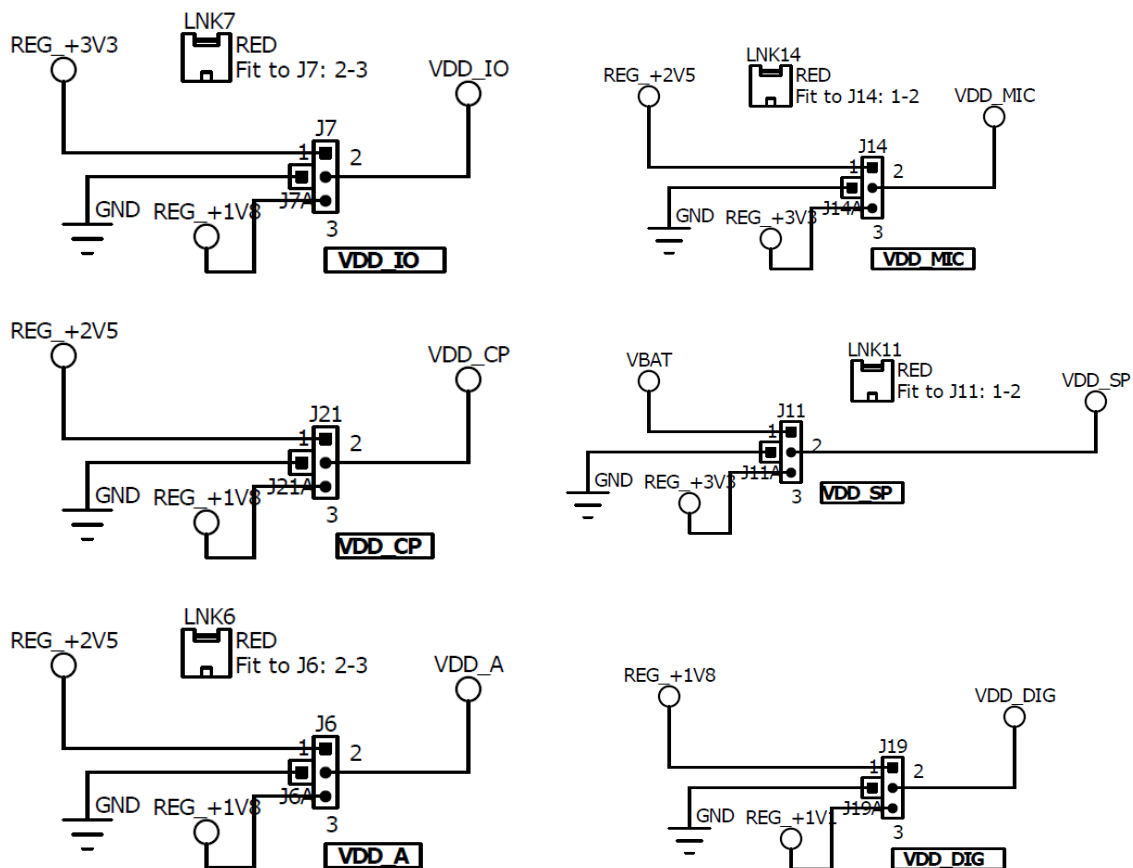 LNK7
RED
Fit to J7: 2-3
REG_+3V3
VDD_IO
J7
1
2
J7A
GND
REG_+1V8
3
VDD_IO
LNK14
RED
Fit to J14: 1-2
REG_+2V5
VDD_MIC
J14
1
2
J14A
GND
REG_+3V3
3
VDD_MIC
REG_+2V5
VDD_CP
J21
1
2
J21A
GND
REG_+1V8
3
VDD_CP
VBAT
LNK11
RED
Fit to J11: 1-2
VDD_SP
J11
1
2
J11A
GND
REG_+3V3
3
VDD_SP
LNK6
RED
Fit to J6: 2-3
REG_+2V5
VDD_A
J6
1
2
J6A
GND
REG_+1V8
3
VDD_A
REG_+1V8
VDD_DIG
J19
1
2
J19A
GND
REG_+1V1
3
VDD_DIG